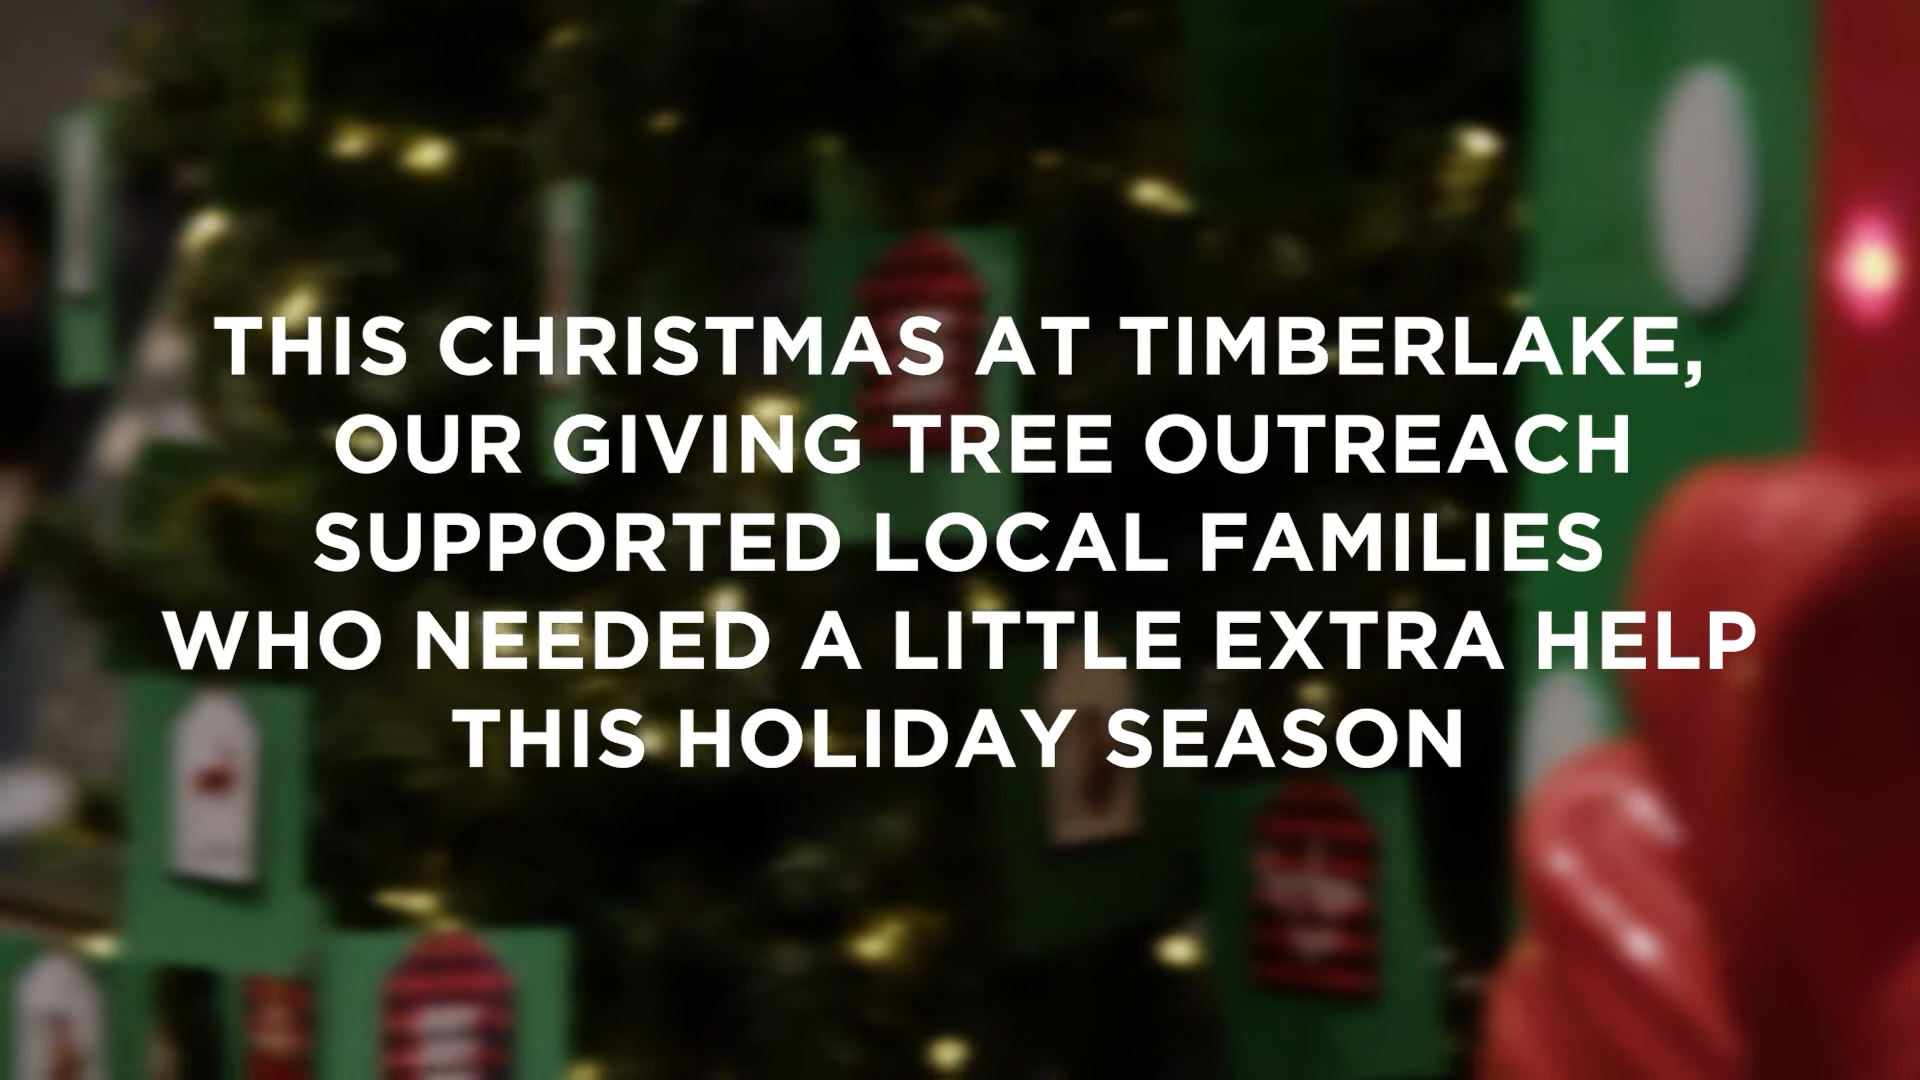 THIS CHRISTMAS AT TIMBERLAKE,
OUR GIVING TREE OUTREACH
SUPPORTED LOCAL FAMILIES
WHO NEEDED A LITTLE EXTRA HELP
THIS HOLIDAY SEASON